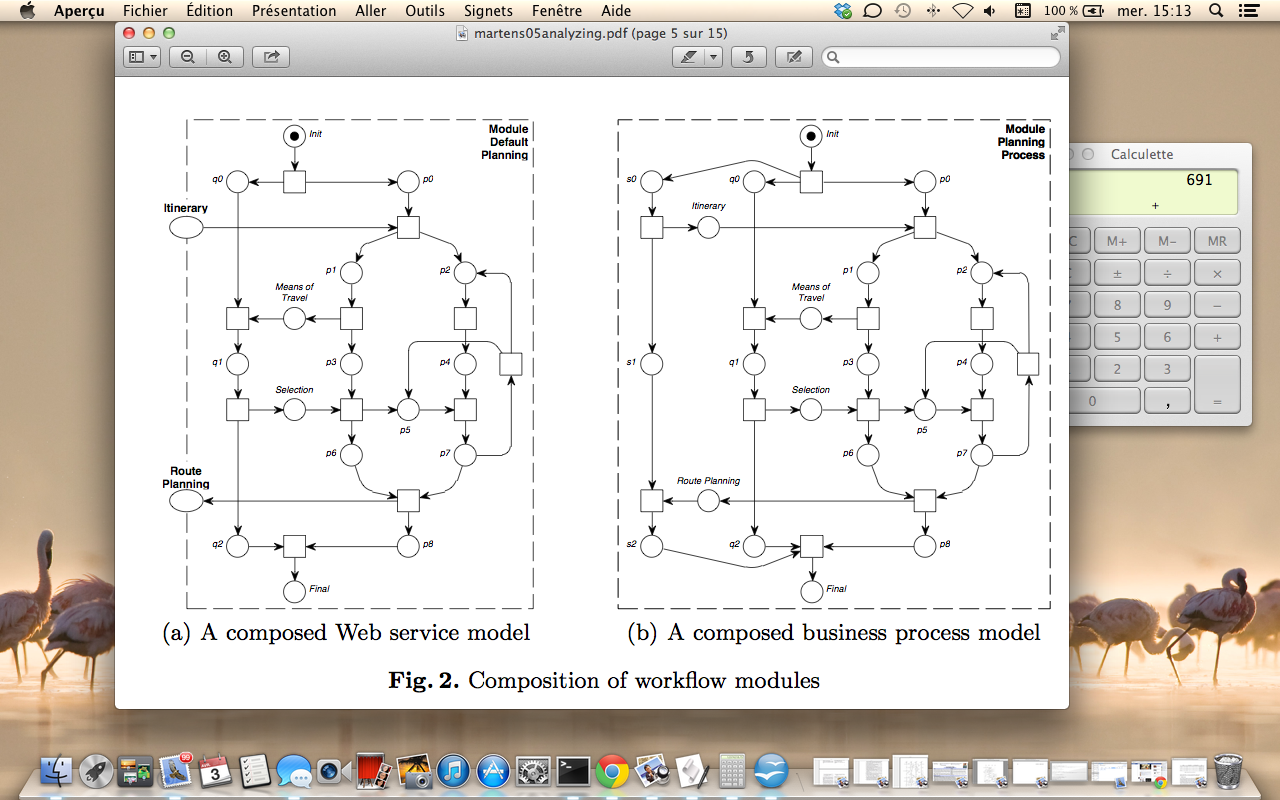 Aperçu Fichier Édition Présentation Aller Outils Signets Fenêtre Aide 100 % mer. 15:13
martens05analyzing.pdf (page 5 sur 15)
Init
Module
Default
Planning
q0
p0
Itinerary
p1
p2
Means of
Travel
q1
p3
p4
Selection
p5
p6
p7
Route
Planning
q2
p8
Final
(a) A composed Web service model
Init
Module
Planning
Process
s0
q0
p0
Itinerary
p1
p2
Means of
Travel
s1
q1
p3
p4
Selection
p5
p6
p7
Route Planning
s2
q2
p8
Final
(b) A composed business process model
Fig. 2. Composition of workflow modules
Calculette
691
+
C M+ M− MR
± ÷ ×
8 9 −
5 6 +
2 3
0 , =
99
3